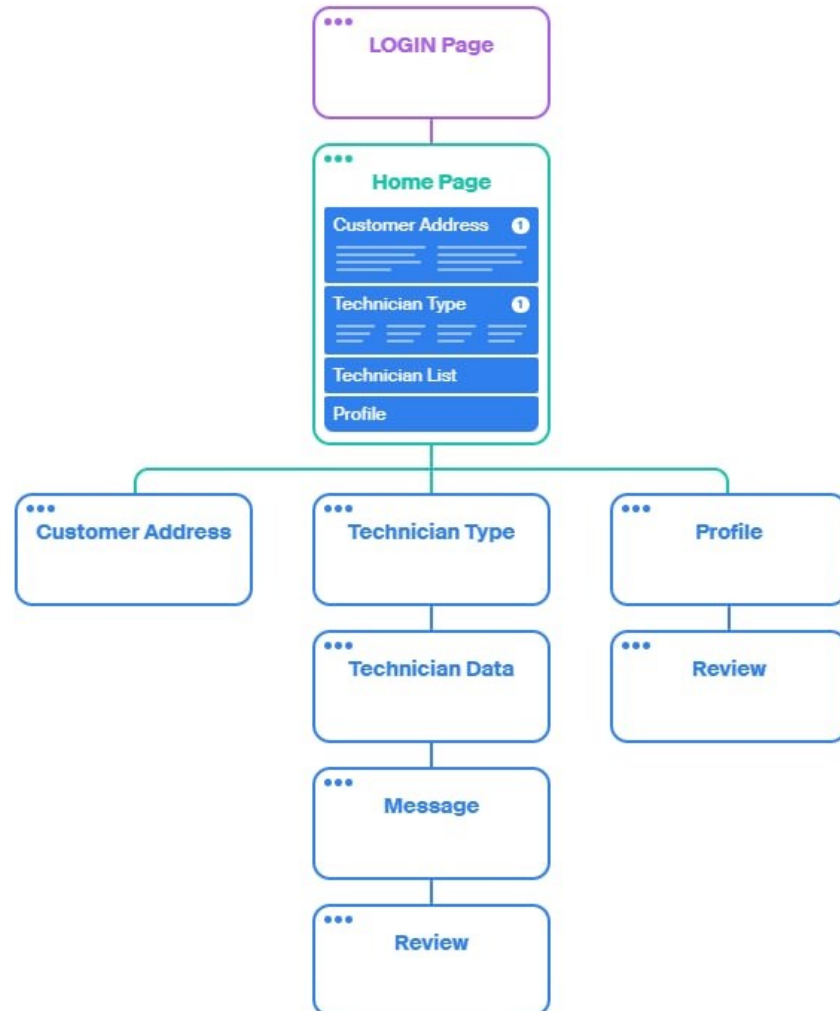 LOGIN Page
Home Page
Customer Address 1
Technician Type 1
Technician List
Profile
Customer Address
Technician Type
Profile
Technician Data
Review
Message
Review